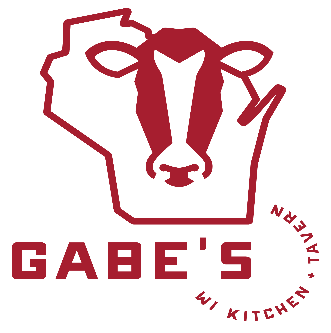 GABE'S
WI KITCHEN + TAVERN